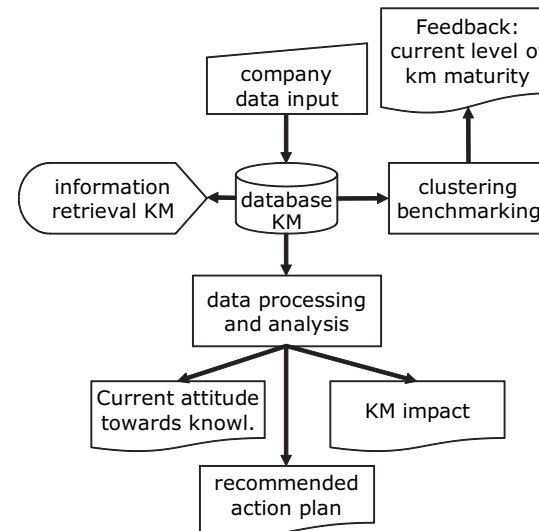 Feedback:
current level of
km maturity
company
data input
information
retrieval KM
database
KM
clustering
benchmarking
data processing
and analysis
Current attitude
towards knowl.
KM impact
recommended
action plan